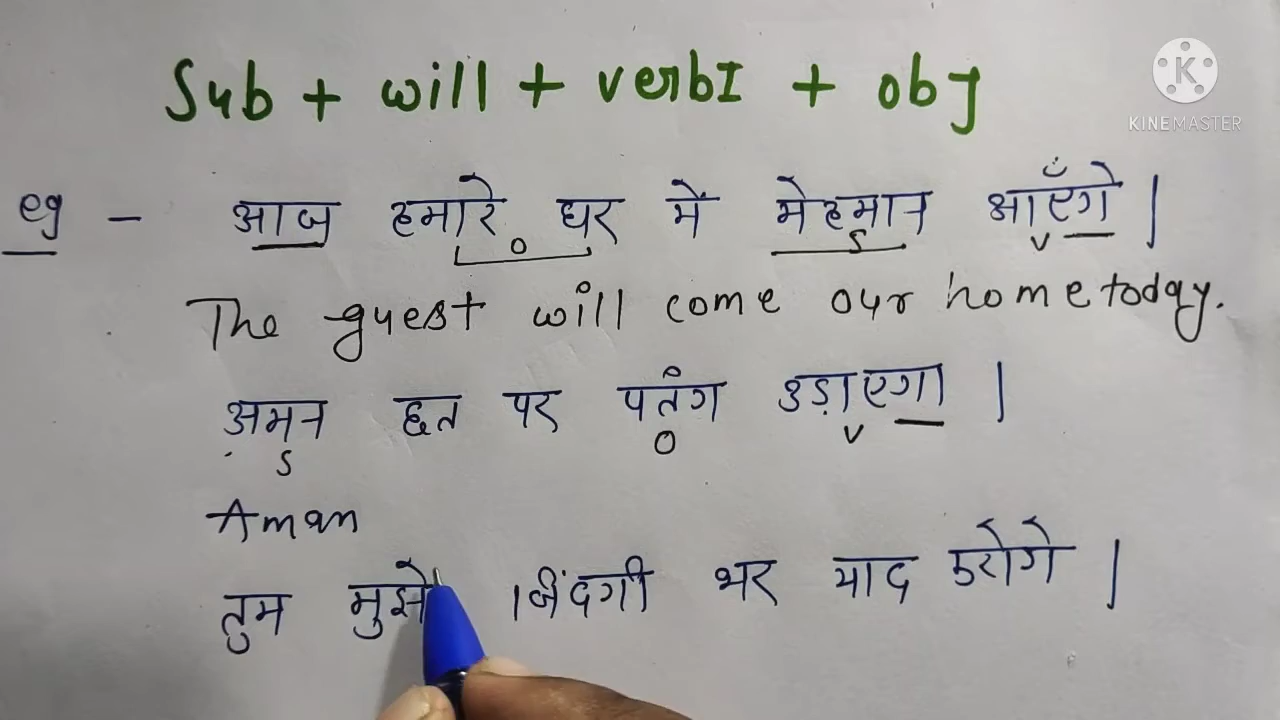 Sub + will + verbI + obj
K
KINEMASTER
eg - आज हमारे घर में मेहमान आएँगे |
O S V
The guest will come our home today.
अमन छत पर पतंग उड़ाएगा |
S O V
Aman
तुम मुझे जिंदगी भर याद करोगे |